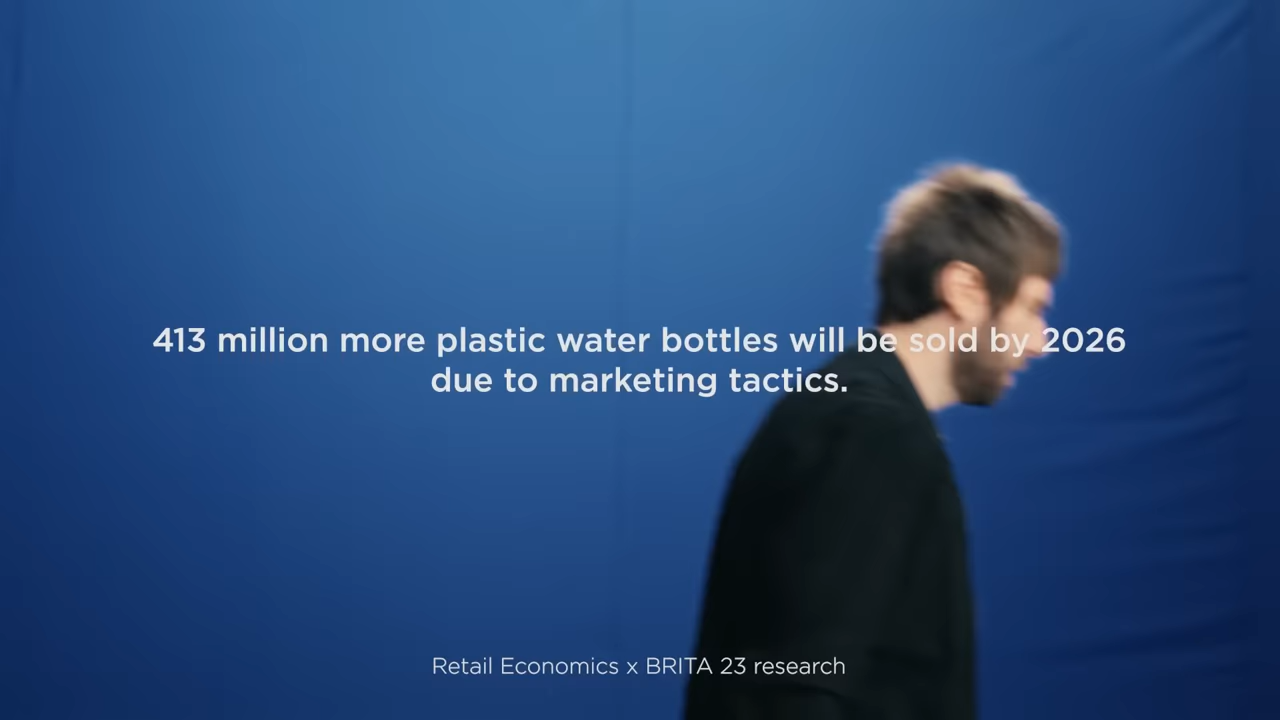 413 million more plastic water bottles will be sold by 2026
due to marketing tactics.
Retail Economics x BRITA 23 research